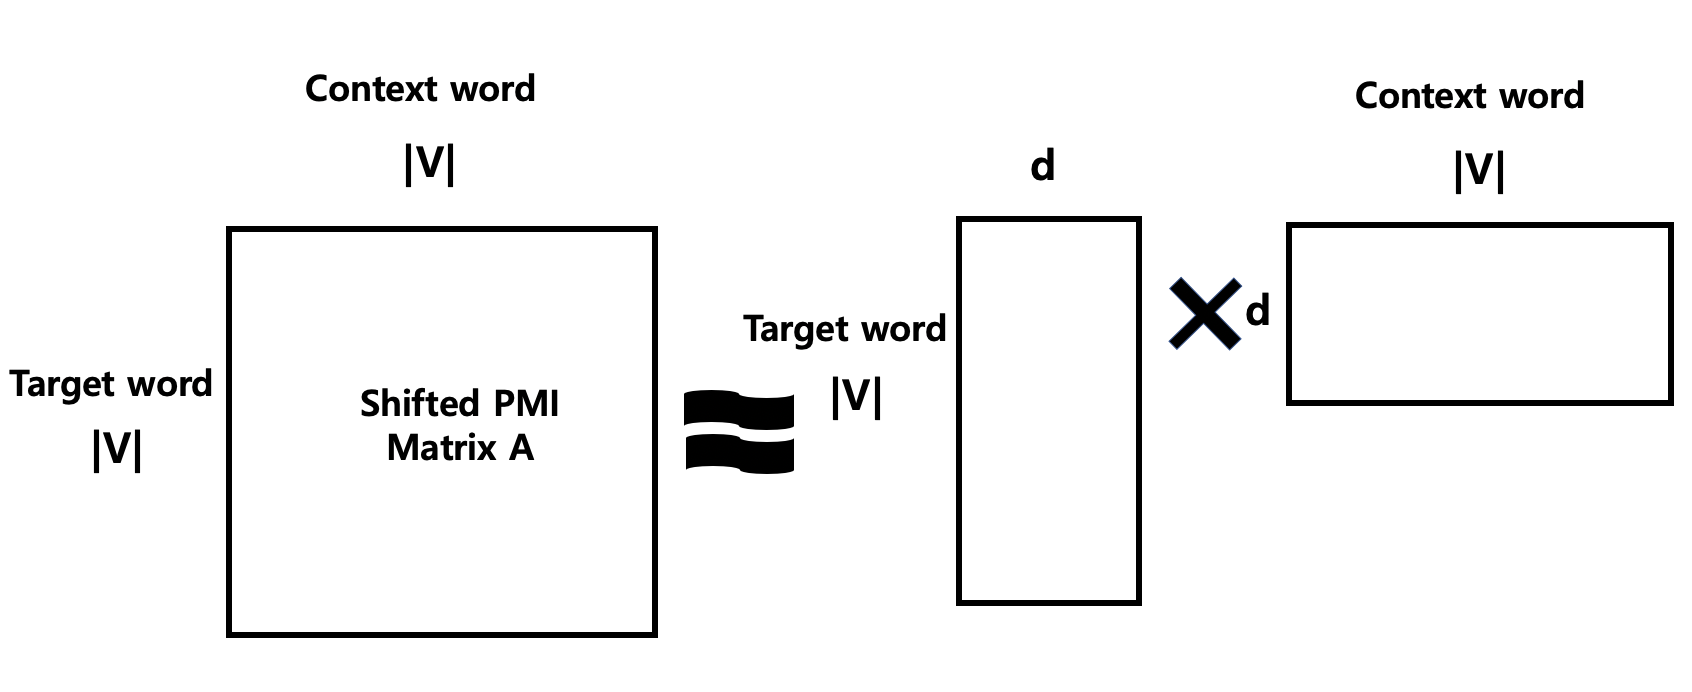 Context word
|V|
Target word
|V|
Shifted PMI
Matrix A
d
Target word
|V|
d
Context word
|V|